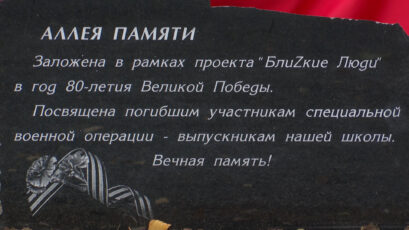 АЛЛЕЯ ПАМЯТИ
Заложена в рамках проекта "БлиZкие Люди"
в год 80-летия Великой Победы.
Посвящена погибшим участникам специальной
военной операции - выпускникам нашей школы.
Вечная память!